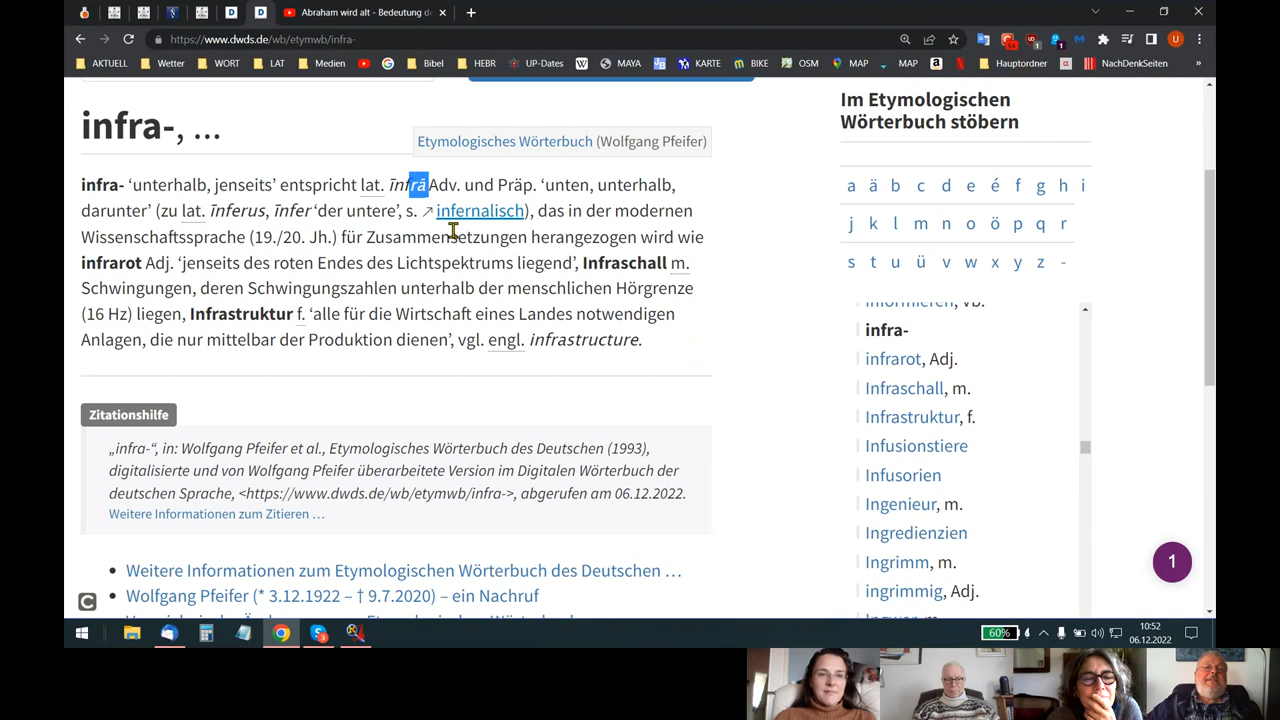 Abraham wird alt - Bedeutung de
https://www.dwds.de/wb/etymwb/infra-
AKTUELL Wetter WORT LAT Medien Bibel HEBR UP-Dates MAYA KARTE BIKE OSM MAP MAP Hauptordner NachDenkSeiten
infra-, ...
Etymologisches Wörterbuch (Wolfgang Pfeifer)
infra- ‘unterhalb, jenseits’ entspricht lat. īnfrā Adv. und Präp. ‘unten, unterhalb,
darunter’ (zu lat. īnferus, īnfer ‘der untere’, s. ↗ infernalisch), das in der modernen
Wissenschaftssprache (19./20. Jh.) für Zusammensetzungen herangezogen wird wie
infrarot Adj. ‘jenseits des roten Endes des Lichtspektrums liegend’, Infraschall m.
Schwingungen, deren Schwingungszahlen unterhalb der menschlichen Hörgrenze
(16 Hz) liegen, Infrastruktur f. ‘alle für die Wirtschaft eines Landes notwendigen
Anlagen, die nur mittelbar der Produktion dienen’, vgl. engl. infrastructure.
Zitationshilfe
„infra-“, in: Wolfgang Pfeifer et al., Etymologisches Wörterbuch des Deutschen (1993),
digitalisierte und von Wolfgang Pfeifer überarbeitete Version im Digitalen Wörterbuch der
deutschen Sprache, <https://www.dwds.de/wb/etymwb/infra->, abgerufen am 06.12.2022.
Weitere Informationen zum Zitieren …
• Weitere Informationen zum Etymologischen Wörterbuch des Deutschen …
• Wolfgang Pfeifer (* 3.12.1922 – † 9.7.2020) – ein Nachruf
Im Etymologischen
Wörterbuch stöbern
a ä b c d e é f g h i
j k l m n o ö p q r
s t u ü v w x y z -
informieren, Vb.
infra-
infrarot, Adj.
Infraschall, m.
Infrastruktur, f.
Infusionstiere
Infusorien
Ingenieur, m.
Ingredienzien
Ingrimm, m.
ingrimmig, Adj.
1
60%
10:52
06.12.2022